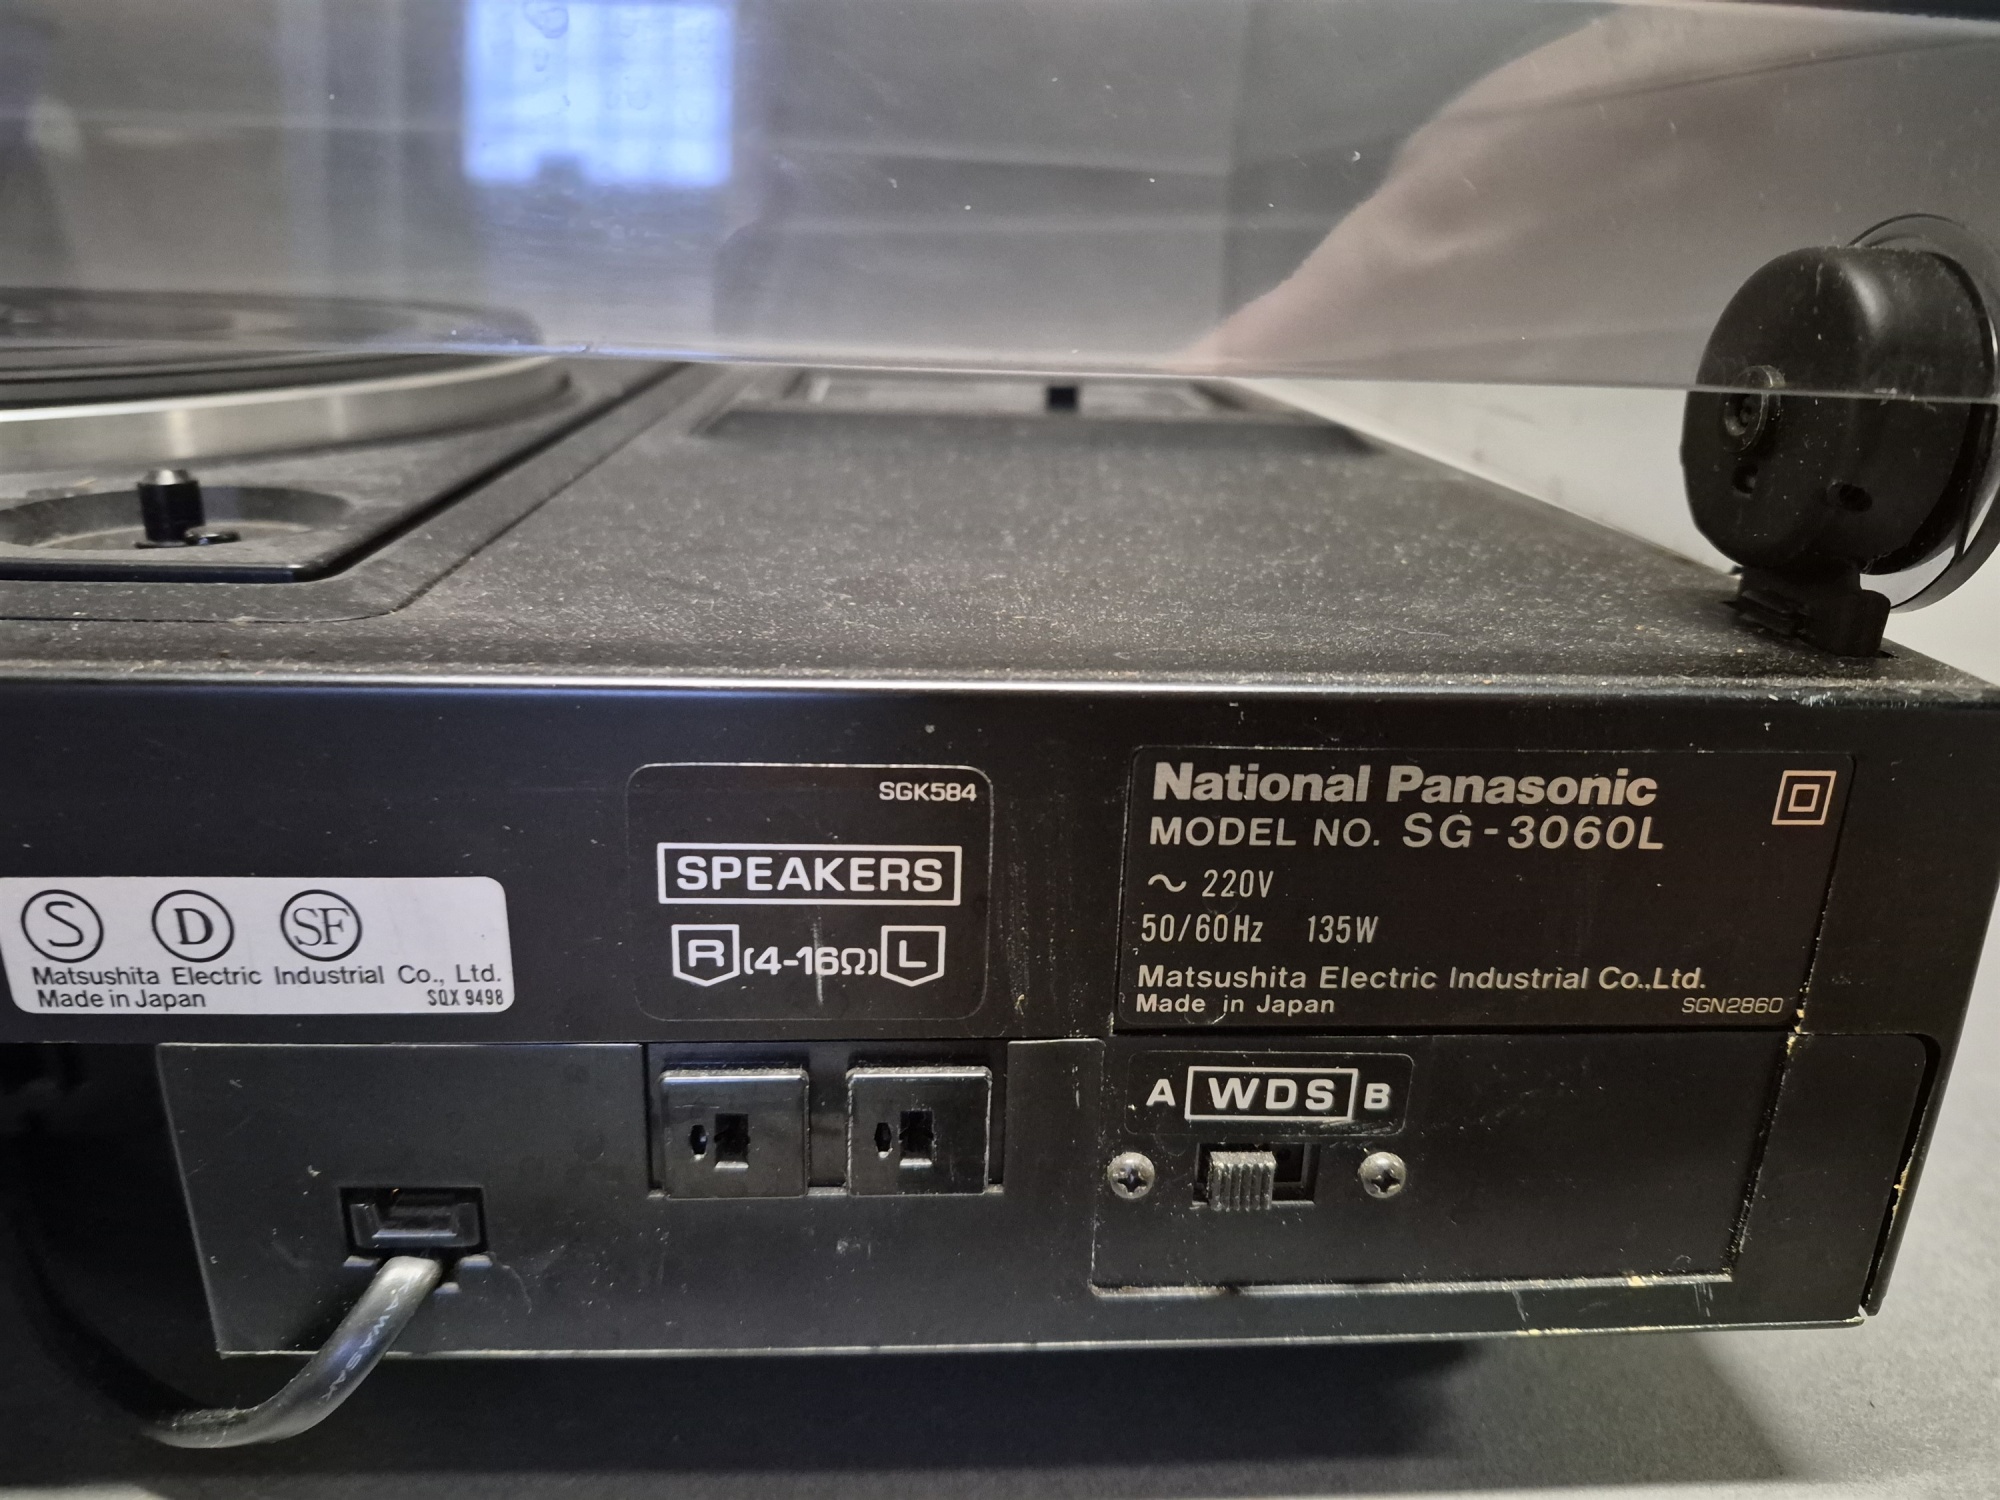 SGK584
SPEAKERS
R (4-16Ω) L
National Panasonic
MODEL NO. SG-3060L
~ 220V
50/60Hz 135W
Matsushita Electric Industrial Co.,Ltd.
Made in Japan SGN2860
S D SF
Matsushita Electric Industrial Co., Ltd.
Made in Japan SQX 9498
A WDS B
KAWASAKI